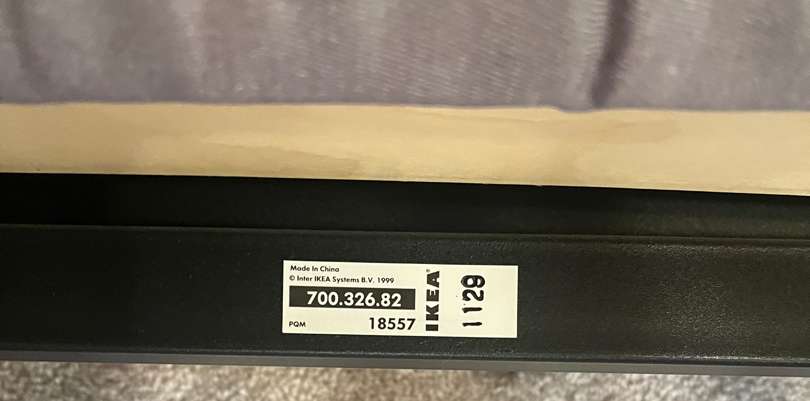 Made In China
© Inter IKEA Systems B.V. 1999
700.326.82
PQM 18557
IKEA®
1129